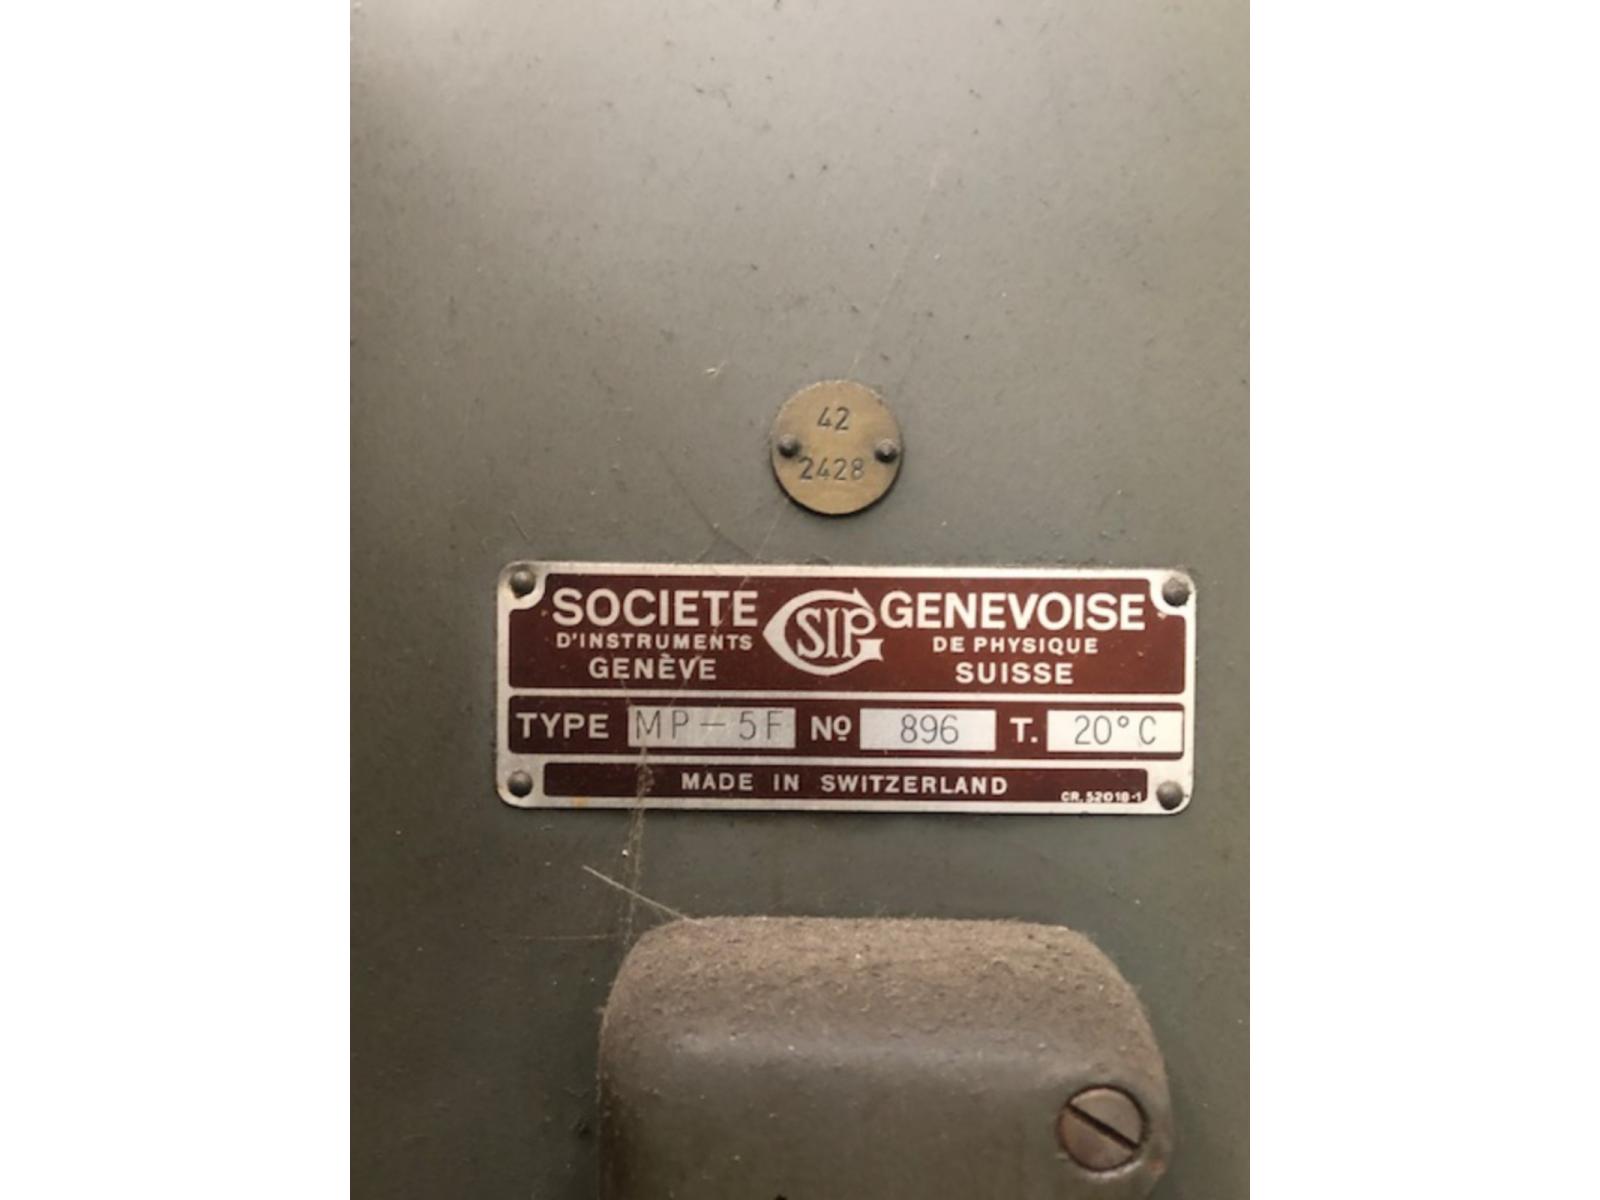 42
2428
SOCIETE SIP GENEVOISE
D'INSTRUMENTS DE PHYSIQUE
GENÈVE SUISSE
TYPE MP-5F Nº 896 T. 20°C
MADE IN SWITZERLAND
CR. 52018-1